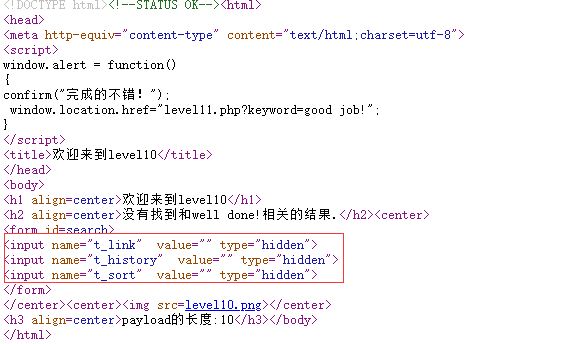 <!DOCTYPE html><!--STATUS OK--><html>
<head>
<meta http-equiv="content-type" content="text/html;charset=utf-8">
<script>
window.alert = function()
{
confirm("完成的不错！");
 window.location.href="level11.php?keyword=good job!";
}
</script>
<title>欢迎来到level10</title>
</head>
<body>
<h1 align=center>欢迎来到level10</h1>
<h2 align=center>没有找到和well done!相关的结果.</h2><center>
<form id=search>
<input name="t_link"  value="" type="hidden">
<input name="t_history"  value="" type="hidden">
<input name="t_sort"  value="" type="hidden">
</form>
</center><center><img src=level10.png></center>
<h3 align=center>payload的长度:10</h3></body>
</html>